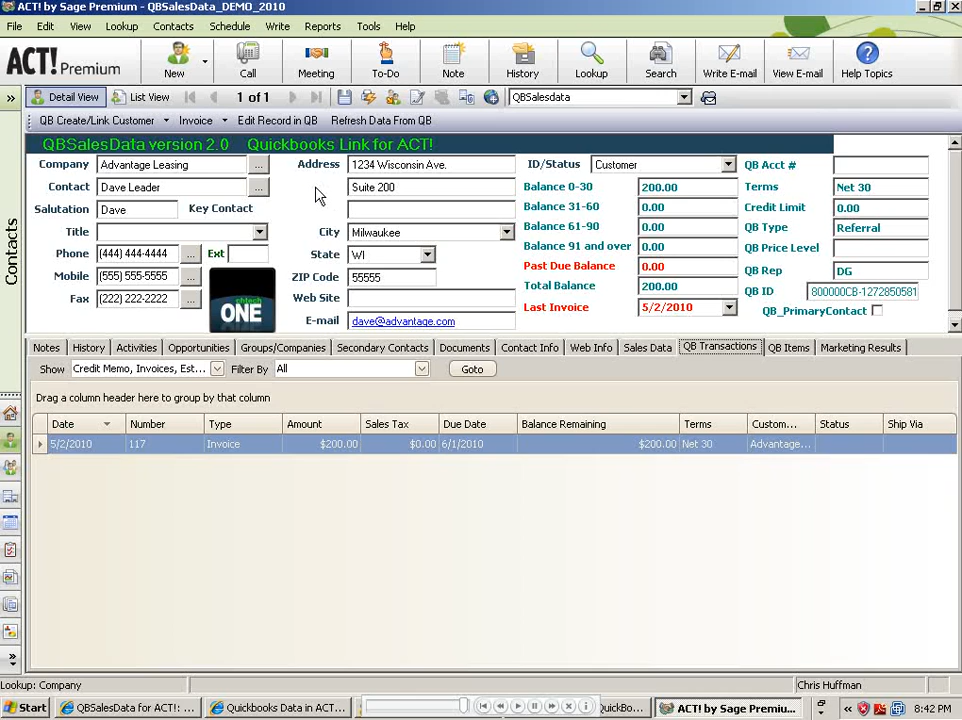 ACT! by Sage Premium - QBSalesData_DEMO_2010
File Edit View Lookup Contacts Schedule Write Reports Tools Help
ACT! Premium New Call Meeting To-Do Note History Lookup Search Write E-mail View E-mail Help Topics
» Detail View List View 1 of 1 QBSalesdata
QB Create/Link Customer Invoice Edit Record in QB Refresh Data From QB
QBSalesData version 2.0 Quickbooks Link for ACT!
Company Advantage Leasing ... Address 1234 Wisconsin Ave. ID/Status Customer QB Acct #
Contact Dave Leader ... Suite 200 Balance 0-30 200.00 Terms Net 30
Salutation Dave Key Contact Balance 31-60 0.00 Credit Limit 0.00
Title City Milwaukee Balance 61-90 0.00 QB Type Referral
Phone (444) 444-4444 ... Ext State WI Balance 91 and over 0.00 QB Price Level
Mobile (555) 555-5555 ... ZIP Code 55555 Past Due Balance 0.00 QB Rep DG
Fax (222) 222-2222 ... Web Site Total Balance 200.00 QB ID 800000CB-1272850581
ONE E-mail dave@advantage.com Last Invoice 5/2/2010 QB_PrimaryContact
Contacts
Notes History Activities Opportunities Groups/Companies Secondary Contacts Documents Contact Info Web Info Sales Data QB Transactions QB Items Marketing Results
Show Credit Memo, Invoices, Est... Filter By All Goto
Drag a column header here to group by that column
Date Number Type Amount Sales Tax Due Date Balance Remaining Terms Custom... Status Ship Via
5/2/2010 117 Invoice $200.00 $0.00 6/1/2010 $200.00 Net 30 Advantage...
Lookup: Company Chris Huffman
Start QBSalesData for ACT!: ... Quickbooks Data in ACT... QuickBo... ACT! by Sage Premium... « 8:42 PM